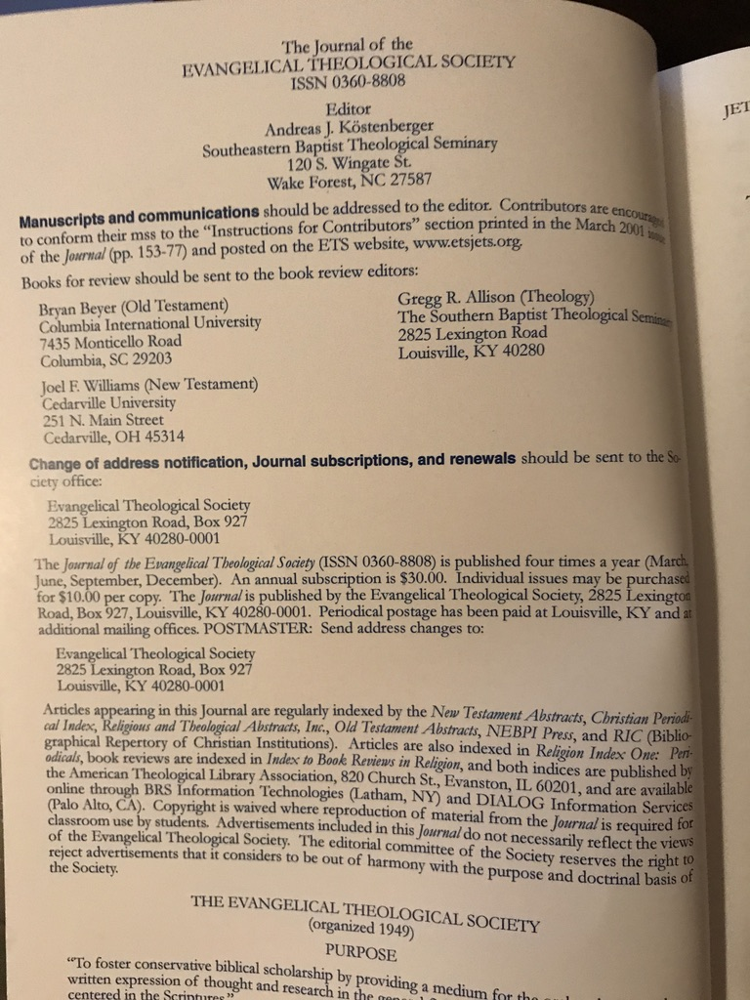 The Journal of the
EVANGELICAL THEOLOGICAL SOCIETY
ISSN 0360-8808
Editor
Andreas J. Köstenberger
Southeastern Baptist Theological Seminary
120 S. Wingate St.
Wake Forest, NC 27587
Manuscripts and communications should be addressed to the editor. Contributors are encouraged
to conform their mss to the “Instructions for Contributors” section printed in the March 2001 issue
of the Journal (pp. 153-77) and posted on the ETS website, www.etsjets.org.
Books for review should be sent to the book review editors:
Bryan Beyer (Old Testament)
Columbia International University
7435 Monticello Road
Columbia, SC 29203
Gregg R. Allison (Theology)
The Southern Baptist Theological Seminary
2825 Lexington Road
Louisville, KY 40280
Joel F. Williams (New Testament)
Cedarville University
251 N. Main Street
Cedarville, OH 45314
Change of address notification, Journal subscriptions, and renewals should be sent to the So-
ciety office:
Evangelical Theological Society
2825 Lexington Road, Box 927
Louisville, KY 40280-0001
The Journal of the Evangelical Theological Society (ISSN 0360-8808) is published four times a year (March,
June, September, December). An annual subscription is $30.00. Individual issues may be purchased
for $10.00 per copy. The Journal is published by the Evangelical Theological Society, 2825 Lexington
Road, Box 927, Louisville, KY 40280-0001. Periodical postage has been paid at Louisville, KY and at
additional mailing offices. POSTMASTER: Send address changes to:
Evangelical Theological Society
2825 Lexington Road, Box 927
Louisville, KY 40280-0001
Articles appearing in this Journal are regularly indexed by the New Testament Abstracts, Christian Periodi-
cal Index, Religious and Theological Abstracts, Inc., Old Testament Abstracts, NEBPI Press, and RIC (Biblio-
graphical Repertory of Christian Institutions). Articles are also indexed in Religion Index One: Peri-
odicals, book reviews are indexed in Index to Book Reviews in Religion, and both indices are published by
the American Theological Library Association, 820 Church St., Evanston, IL 60201, and are available
online through BRS Information Technologies (Latham, NY) and DIALOG Information Services
(Palo Alto, CA). Copyright is waived where reproduction of material from the Journal is required for
classroom use by students. Advertisements included in this Journal do not necessarily reflect the views
of the Evangelical Theological Society. The editorial committee of the Society reserves the right to
reject advertisements that it considers to be out of harmony with the purpose and doctrinal basis of
the Society.
THE EVANGELICAL THEOLOGICAL SOCIETY
(organized 1949)
PURPOSE
“To foster conservative biblical scholarship by providing a medium for the
written expression of thought and research in the
centered in the Scriptures”
JET